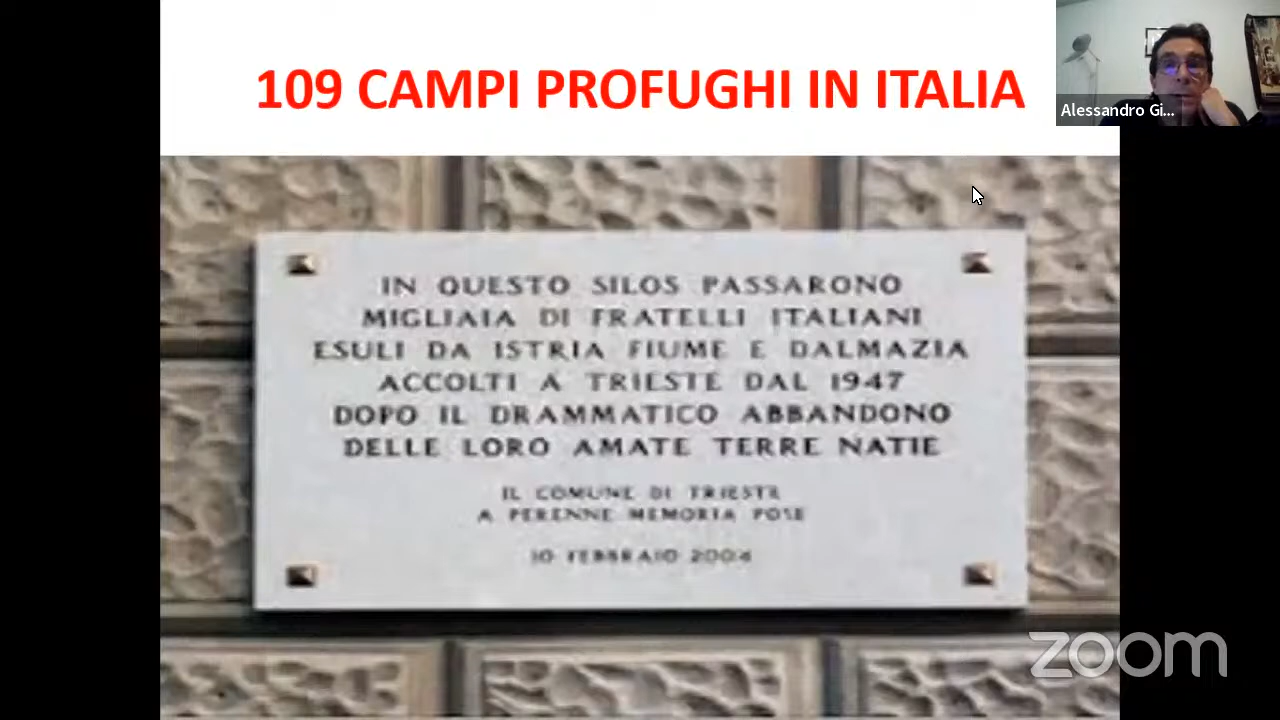 109 CAMPI PROFUGHI IN ITALIA
Alessandro Gi...
IN QUESTO SILOS PASSARONO
MIGLIAIA DI FRATELLI ITALIANI
ESULI DA ISTRIA FIUME E DALMAZIA
ACCOLTI A TRIESTE DAL 1947
DOPO IL DRAMMATICO ABBANDONO
DELLE LORO AMATE TERRE NATIE
IL COMUNE DI TRIESTE
A PERENNE MEMORIA POSE
10 FEBBRAIO 2004
zoom